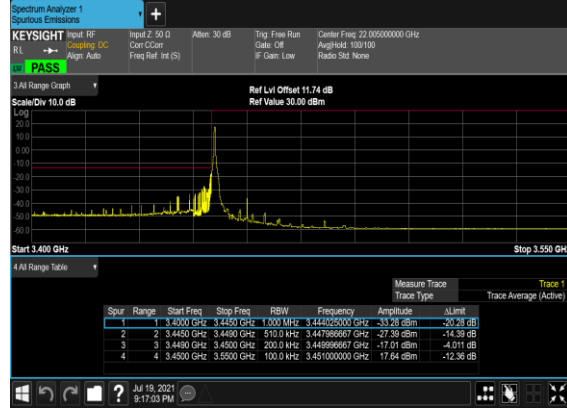 Spectrum Analyzer 1
Spurious Emissions
+
KEYSIGHT Input: RF Input Z: 50 Ω Atten: 30 dB Trig: Free Run Center Freq: 22.005000000 GHz
RL Coupling: DC Corr CCorr Gate: Off Avg|Hold: 100/100
Align: Auto Freq Ref: Int (S) IF Gain: Low Radio Std: None
PASS
3 All Range Graph
Ref Lvl Offset 11.74 dB
Scale/Div 10.0 dB Ref Value 30.00 dBm
Log
20.0
10.0
0.00
-10.0
-20.0
-30.0
-40.0
-50.0
-60.0
Start 3.400 GHz Stop 3.550 GHz
4 All Range Table
Measure Trace Trace 1
Trace Type Trace Average (Active)
Spur Range Start Freq Stop Freq RBW Frequency Amplitude ΔLimit
1 1 3.4000 GHz 3.4450 GHz 1.000 MHz 3.444025000 GHz -33.28 dBm -20.28 dB
2 2 3.4450 GHz 3.4490 GHz 510.0 kHz 3.447986667 GHz -27.39 dBm -14.39 dB
3 3 3.4490 GHz 3.4500 GHz 200.0 kHz 3.449996667 GHz -17.01 dBm -4.011 dB
4 4 3.4500 GHz 3.5500 GHz 100.0 kHz 3.451000000 GHz 17.64 dBm -12.36 dB
? Jul 19, 2021
9:17:03 PM